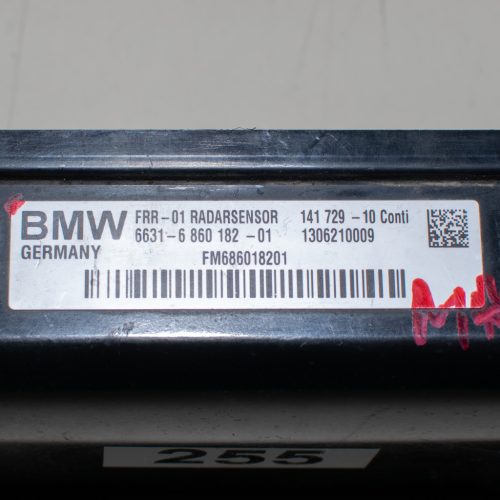 BMW FRR-01 RADARSENSOR 141 729 -10 Conti
GERMANY 6631-6 860 182 -01 1306210009
FM686018201
255